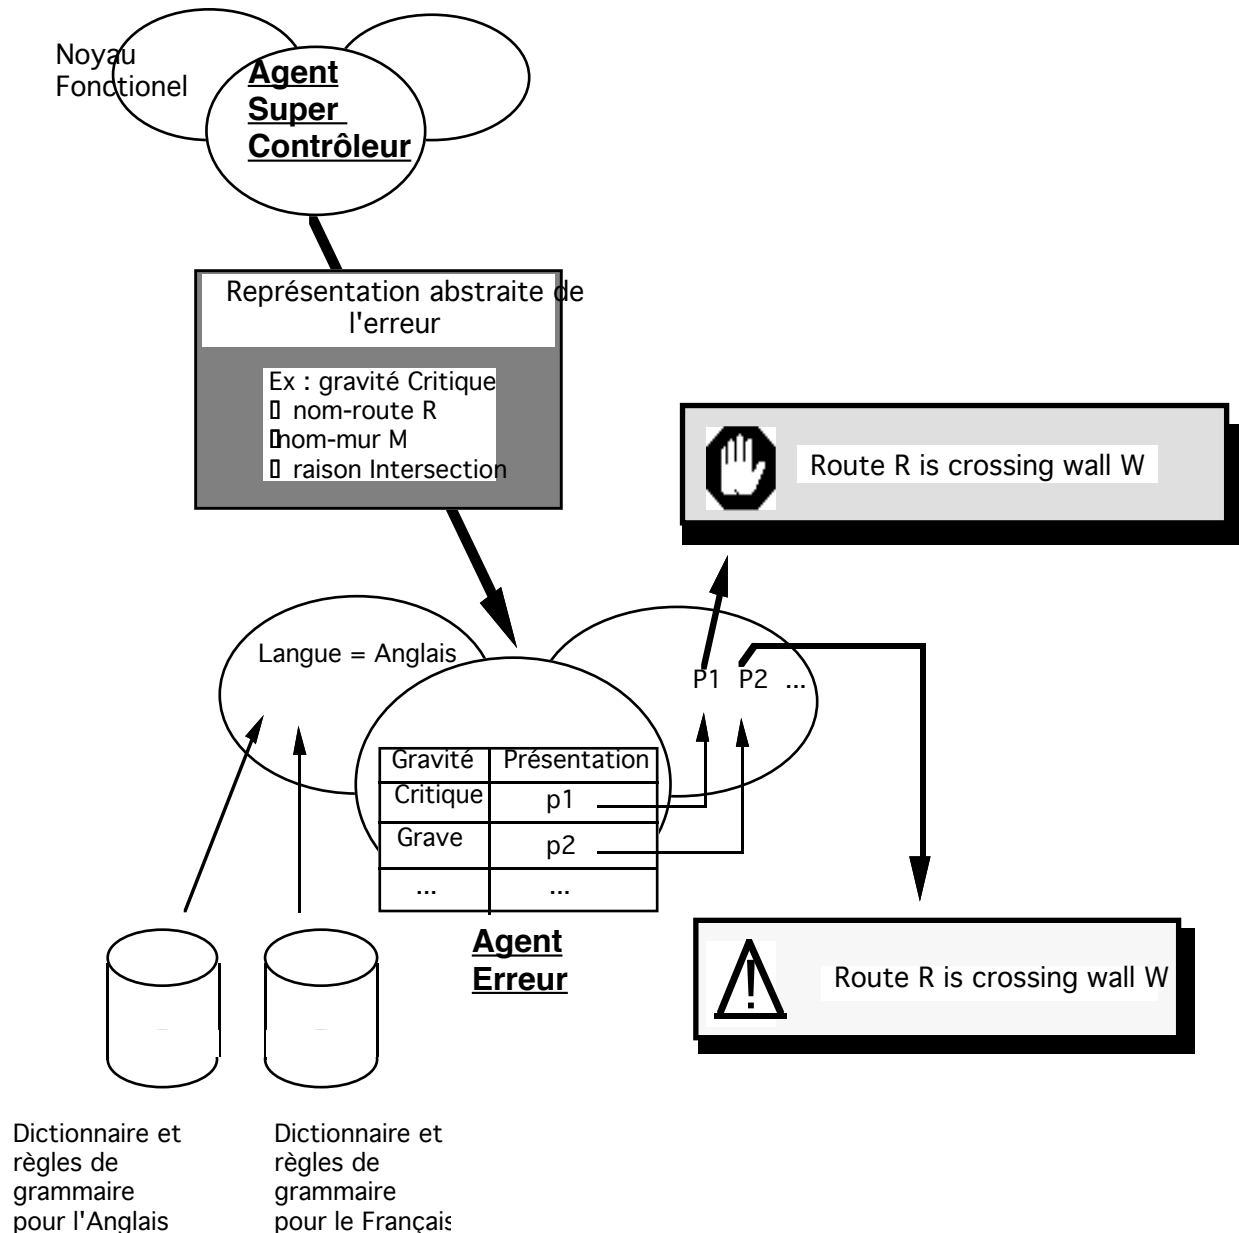 Noyau
Fonctionel
Agent
Super
Contrôleur
Représentation abstraite de
l'erreur
Ex : gravité Critique
▯ nom-route R
▯nom-mur M
▯ raison Intersection
Route R is crossing wall W
Langue = Anglais
P1 P2 ...
Gravité Présentation
Critique p1
Grave p2
... ...
Agent
Erreur
Route R is crossing wall W
Dictionnaire et
règles de
grammaire
pour l'Anglais
Dictionnaire et
règles de
grammaire
pour le Français